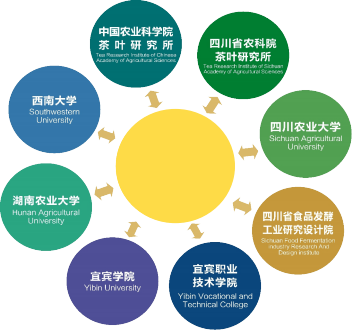 中国农业科学院
茶叶研究所
Tea Research Institute of Chinese
Academy of Agricultural Sciences
四川省农科院
茶叶研究所
Tea Research Institute of Sichuan
Academy of Agricultural Sciences
四川农业大学
Sichuan Agricultural
University
四川省食品发酵
工业研究设计院
Sichuan Food Fermentation
Industry Research And
Design Institute
宜宾职业
技术学院
Yibin Vocational and
Technical College
宜宾学院
Yibin University
湖南农业大学
Hunan Agricultural
University
西南大学
Southwestern
University